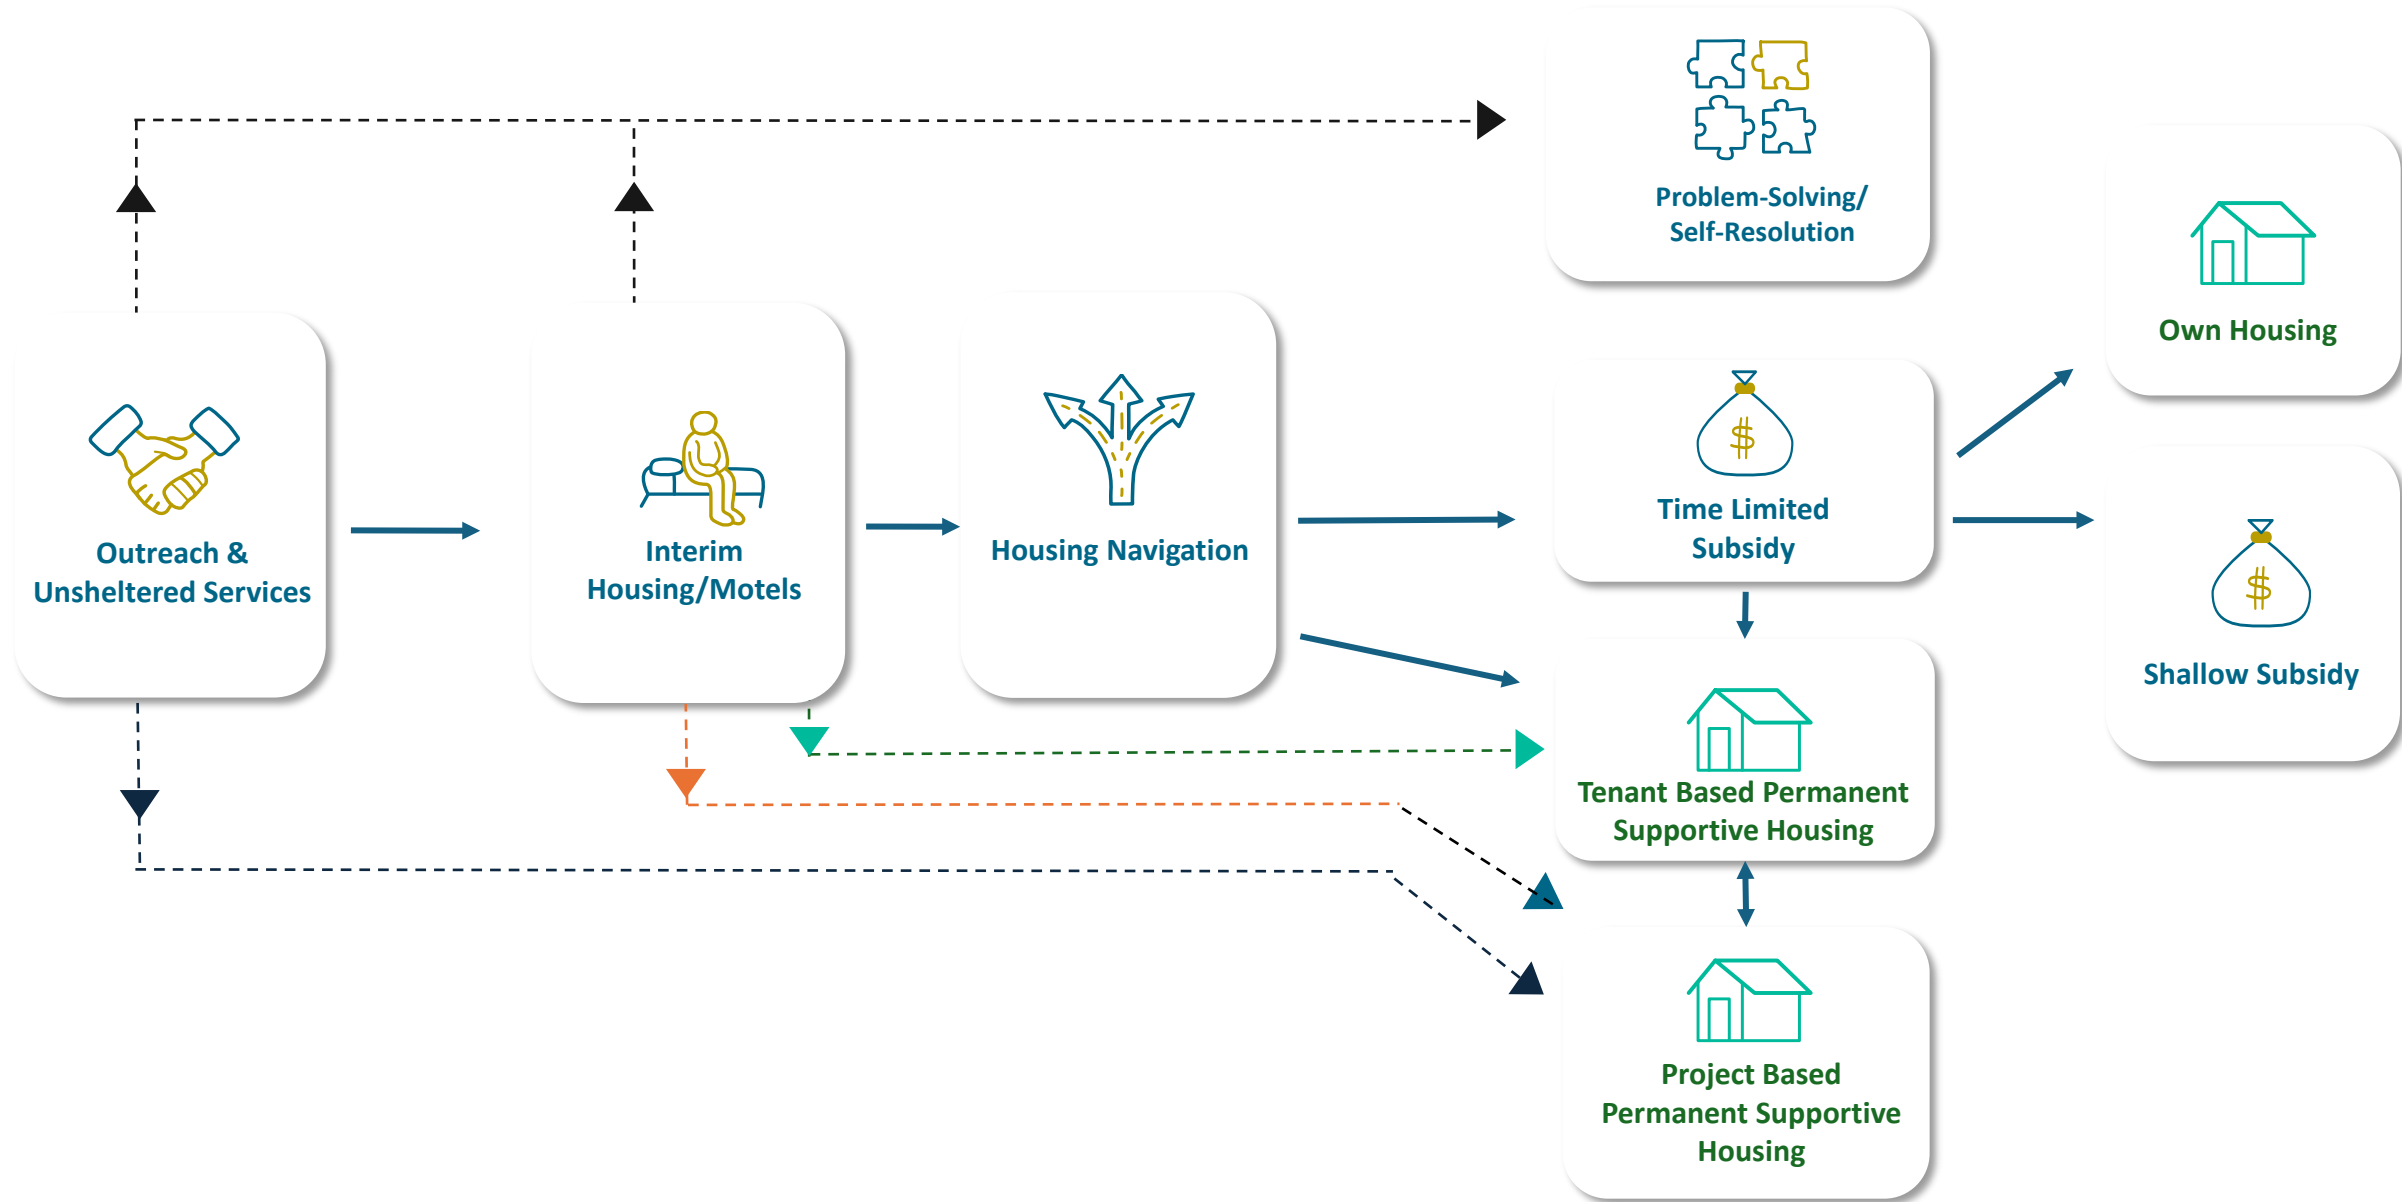 Problem-Solving/
Self-Resolution
Own Housing
Outreach &
Unsheltered Services
Interim
Housing/Motels
Housing Navigation
Time Limited
Subsidy
Shallow Subsidy
Tenant Based Permanent
Supportive Housing
Project Based
Permanent Supportive
Housing